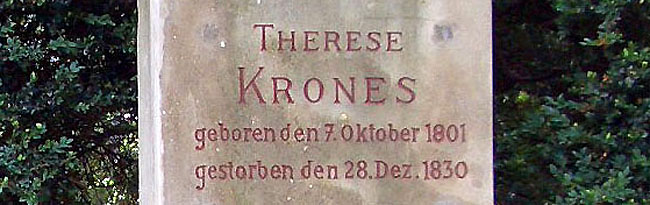 THERESE
KRONES
geboren den 7. Oktober 1801
gestorben den 28. Dez. 1830